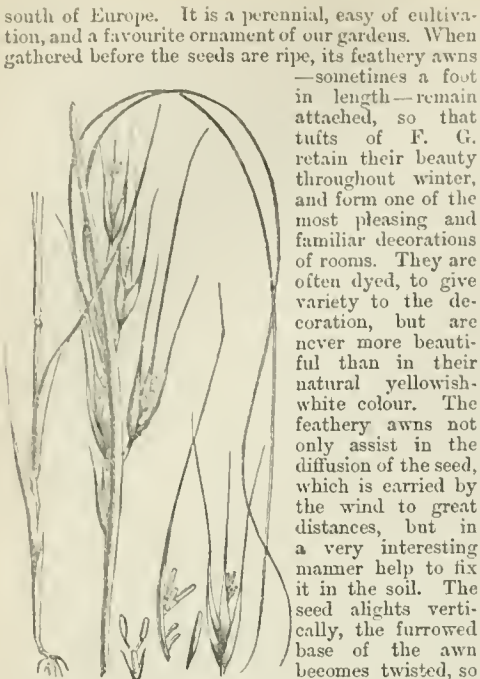 south of Europe. It is a perennial, easy of cultiva-
tion, and a favourite ornament of our gardens. When
gathered before the seeds are ripe, its feathery awns
—sometimes a foot
in length—remain
attached, so that
tufts of F. G.
retain their beauty
throughout winter,
and form one of the
most pleasing and
familiar decorations
of rooms. They are
often dyed, to give
variety to the de-
coration, but are
never more beauti-
ful than in their
natural yellowish-
white colour. The
feathery awns not
only assist in the
diffusion of the seed,
which is carried by
the wind to great
distances, but in
a very interesting
manner help to fix
it in the soil. The
seed alights verti-
cally, the furrowed
base of the awn
becomes twisted, so